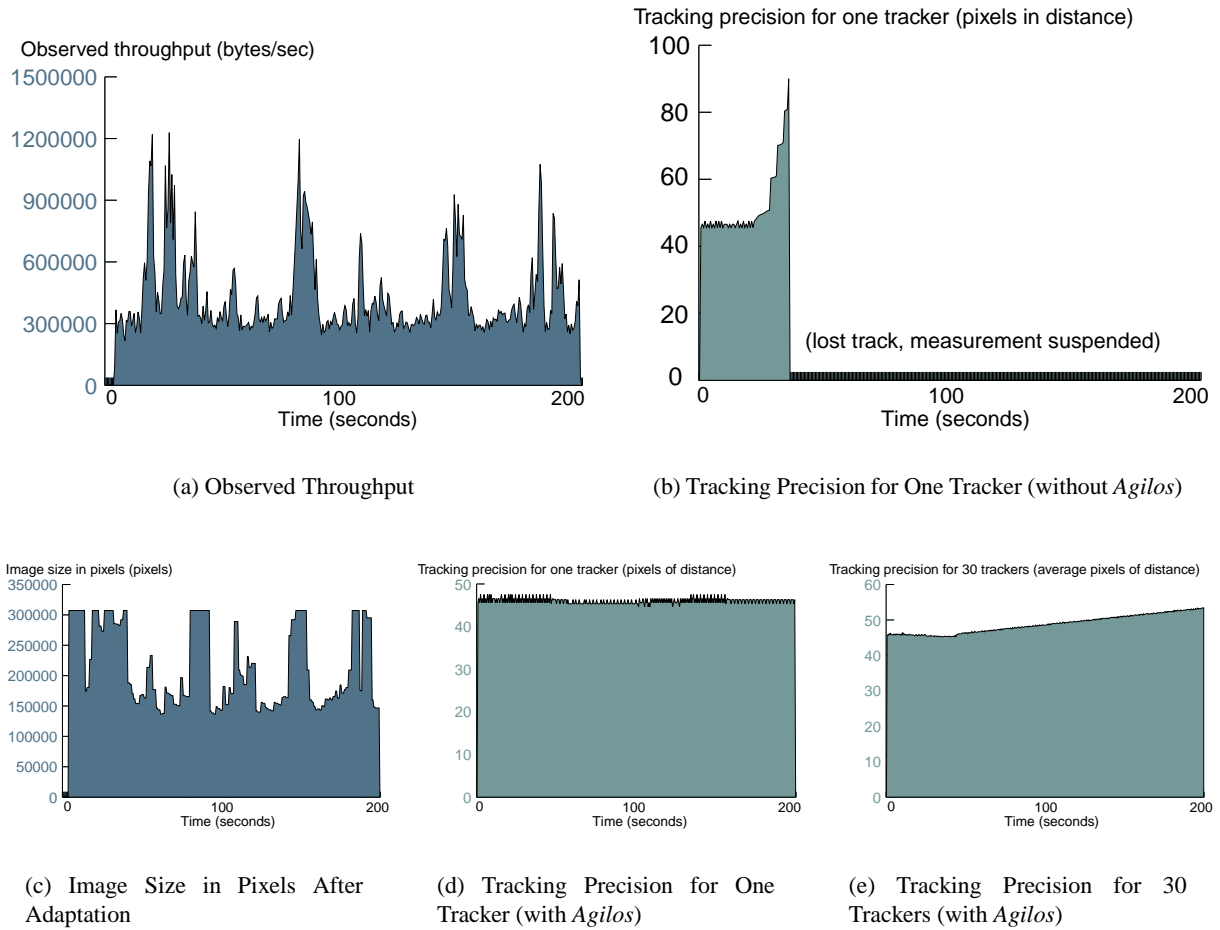 Observed throughput (bytes/sec)
1500000
1200000
900000
600000
300000
0
0 100 200
Time (seconds)
(a) Observed Throughput
Tracking precision for one tracker (pixels in distance)
100
80
60
40
20
0
(lost track, measurement suspended)
0 100 200
Time (seconds)
(b) Tracking Precision for One Tracker (without Agilos)
Image size in pixels (pixels)
350000
300000
250000
200000
150000
100000
50000
0
0 100 200
Time (seconds)
(c) Image Size in Pixels After
Adaptation
Tracking precision for one tracker (pixels of distance)
50
40
30
20
10
0
0 100 200
Time (seconds)
(d) Tracking Precision for One
Tracker (with Agilos)
Tracking precision for 30 trackers (average pixels of distance)
60
50
40
30
20
10
0
0 100 200
Time (seconds)
(e) Tracking Precision for 30
Trackers (with Agilos)